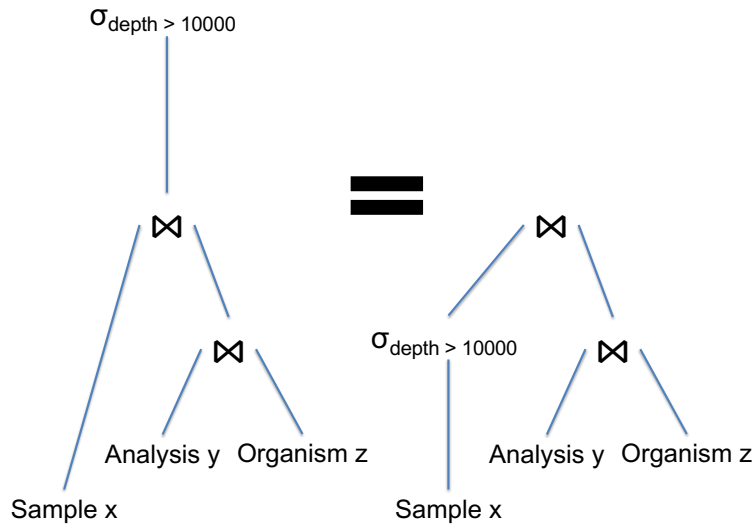 σdepth > 10000
⋈
=
⋈
⋈
σdepth > 10000
⋈
Analysis y Organism z
Analysis y Organism z
Sample x
Sample x